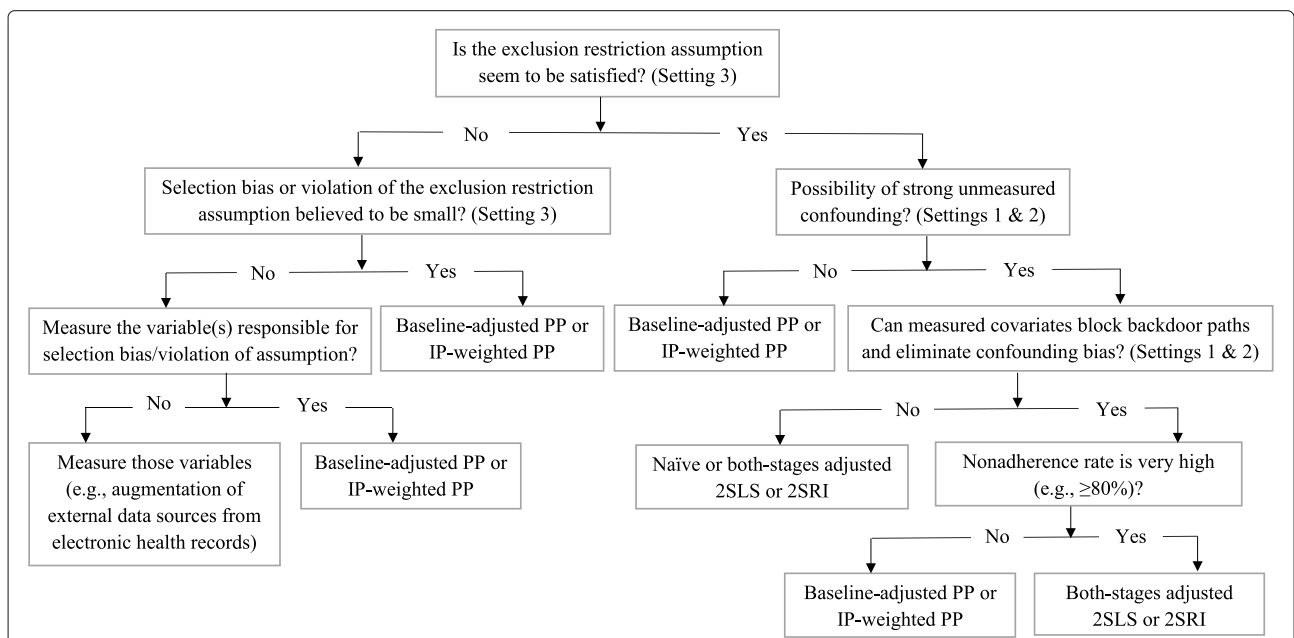 Is the exclusion restriction assumption
seem to be satisfied? (Setting 3)
No
Yes
Selection bias or violation of the exclusion restriction
assumption believed to be small? (Setting 3)
Possibility of strong unmeasured
confounding? (Settings 1 & 2)
No
Yes
No
Yes
Measure the variable(s) responsible for
selection bias/violation of assumption?
Baseline-adjusted PP or
IP-weighted PP
Baseline-adjusted PP or
IP-weighted PP
Can measured covariates block backdoor paths
and eliminate confounding bias? (Settings 1 & 2)
No
Yes
No
Yes
Measure those variables
(e.g., augmentation of
external data sources from
electronic health records)
Baseline-adjusted PP or
IP-weighted PP
Naïve or both-stages adjusted
2SLS or 2SRI
Nonadherence rate is very high
(e.g., ≥80%)?
No
Yes
Baseline-adjusted PP or
IP-weighted PP
Both-stages adjusted
2SLS or 2SRI